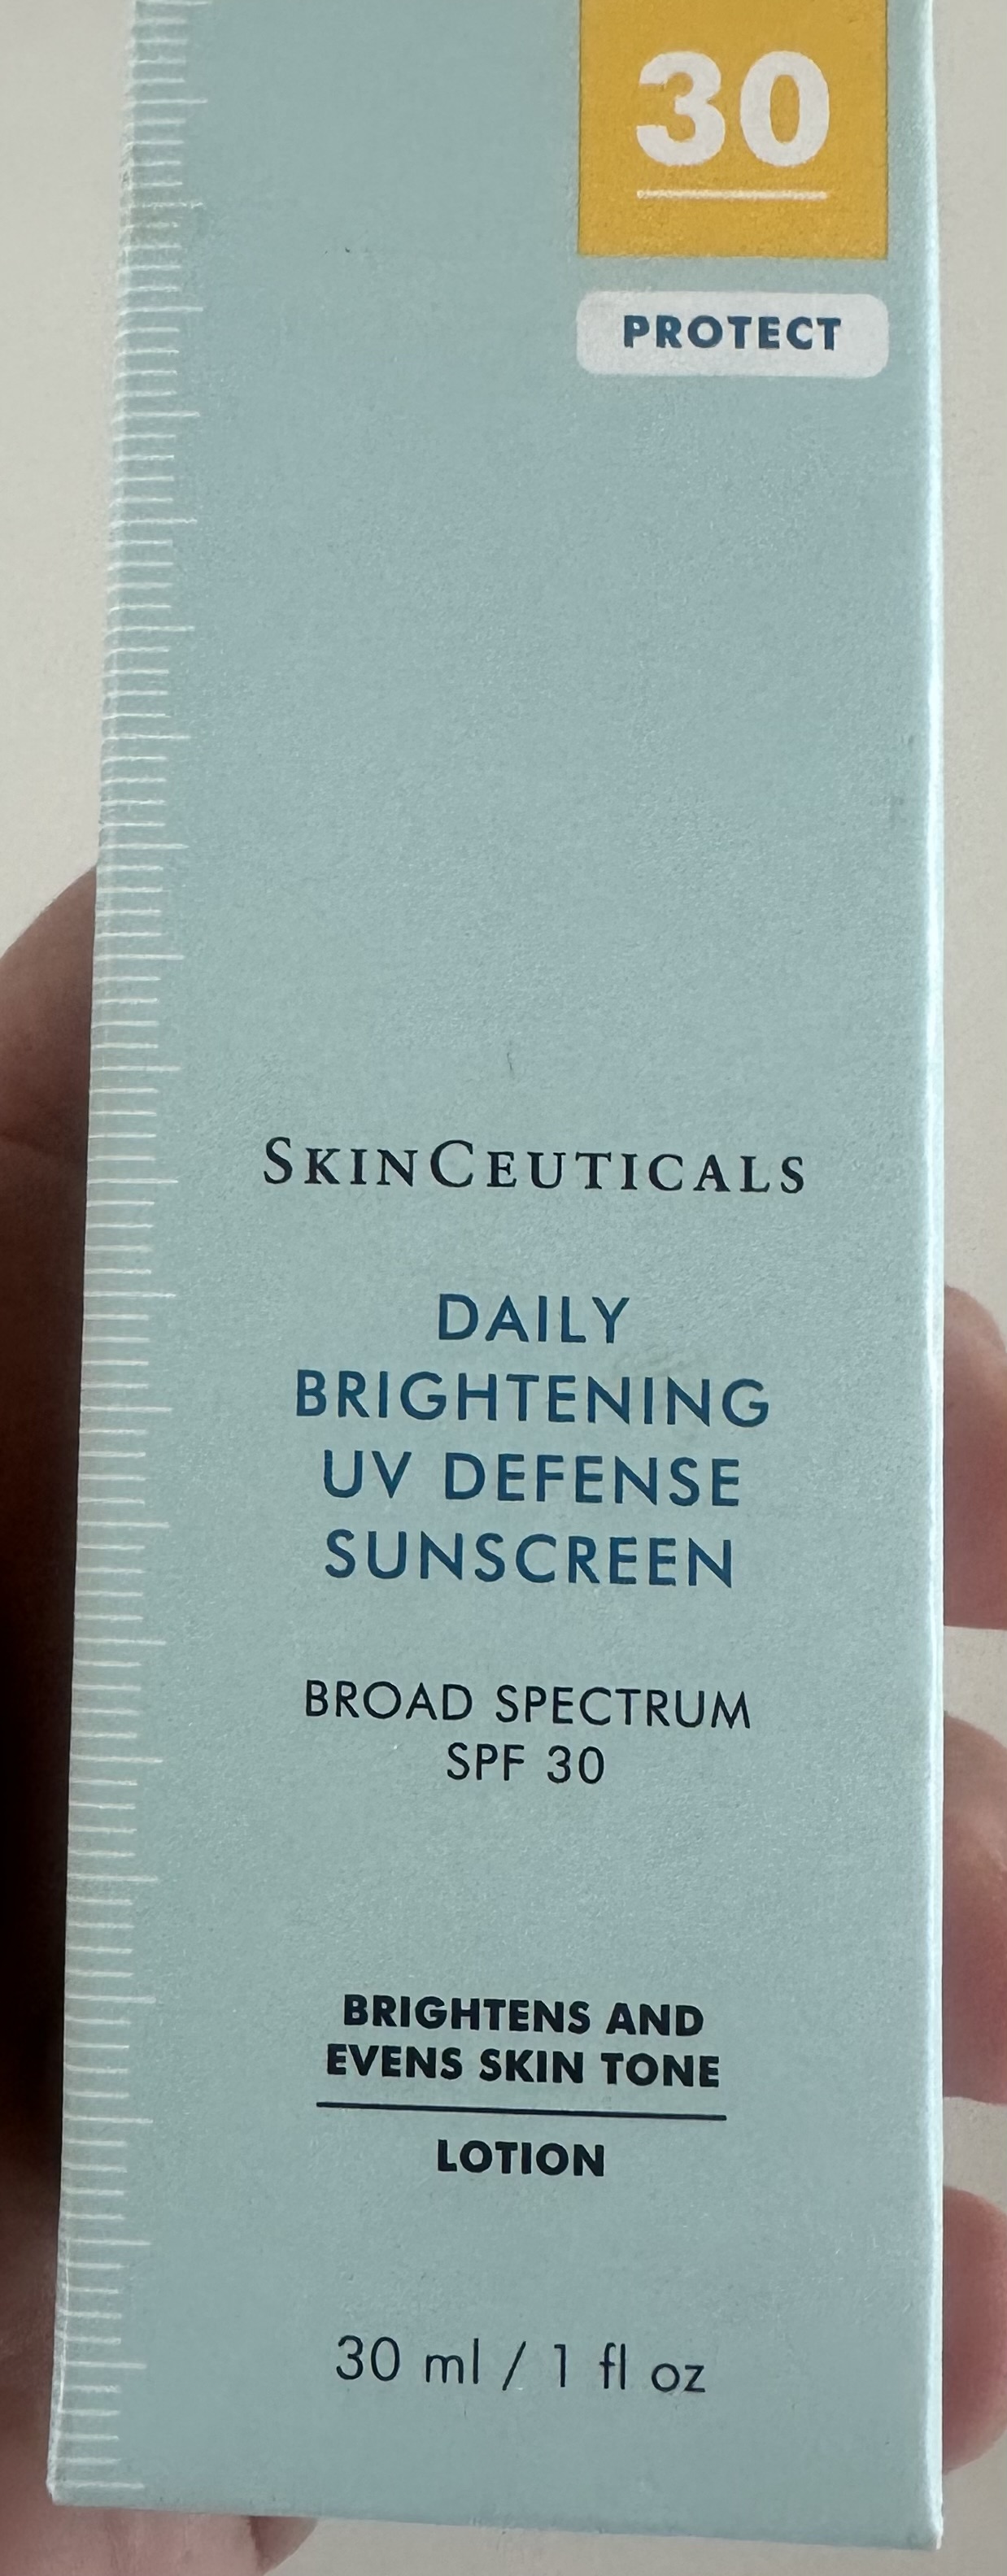 30
PROTECT
SKINCEUTICALS
DAILY
BRIGHTENING
UV DEFENSE
SUNSCREEN
BROAD SPECTRUM
SPF 30
BRIGHTENS AND
EVENS SKIN TONE
LOTION
30 ml / 1 fl oz